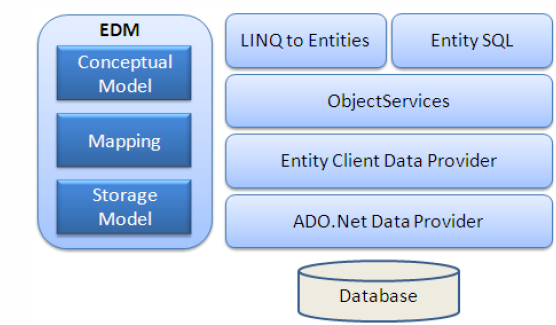 EDM
Conceptual
Model
Mapping
Storage
Model
LINQ to Entities
Entity SQL
ObjectServices
Entity Client Data Provider
ADO.Net Data Provider
Database